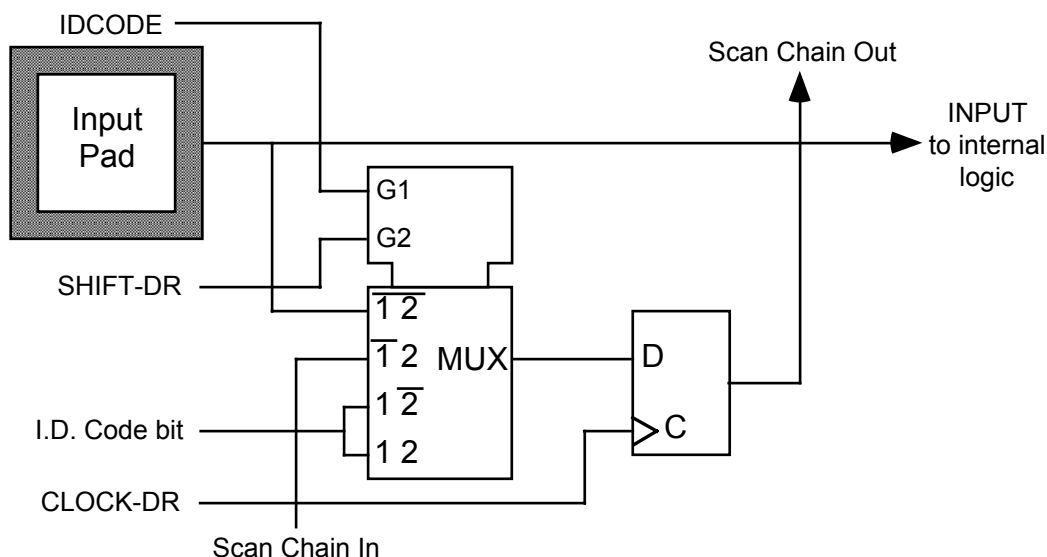 IDCODE
Scan Chain Out
Input
Pad
INPUT
to internal
logic
G1
G2
SHIFT-DR
1̅ 2̅
1̅ 2
MUX
D
1 2̅
I.D. Code bit
1 2
C
CLOCK-DR
Scan Chain In